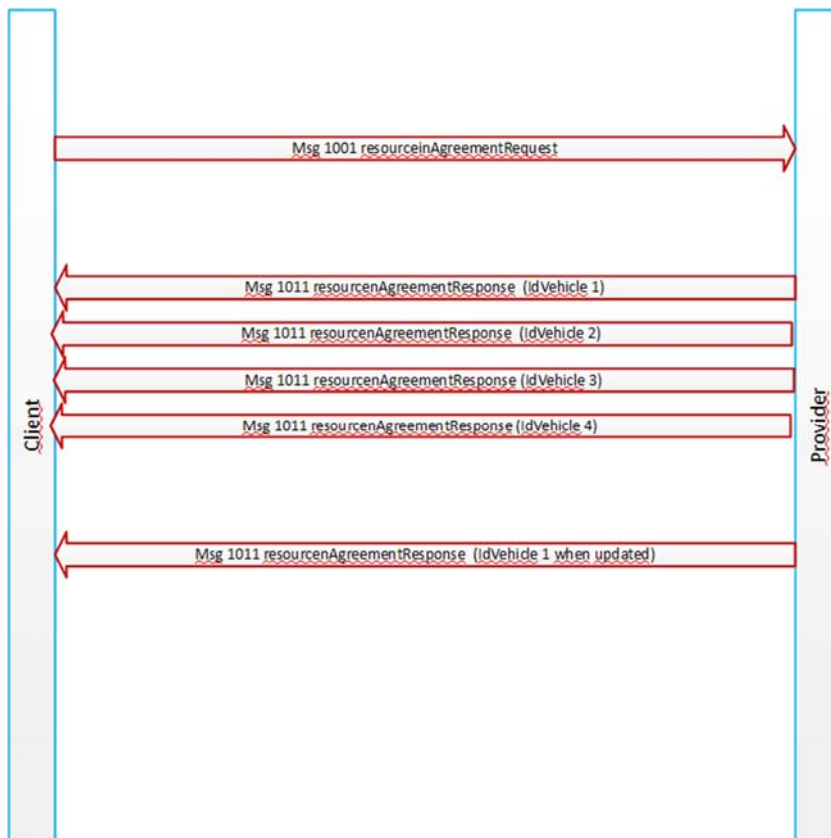 Msg 1001 resourceinAgreementRequest
Msg 1011 resourcenAgreementResponse (IdVehicle 1)
Msg 1011 resourcenAgreementResponse (IdVehicle 2)
Msg 1011 resourcenAgreementResponse (IdVehicle 3)
Msg 1011 resourcenAgreementResponse (IdVehicle 4)
Client
Provider
Msg 1011 resourcenAgreementResponse (IdVehicle 1 when updated)